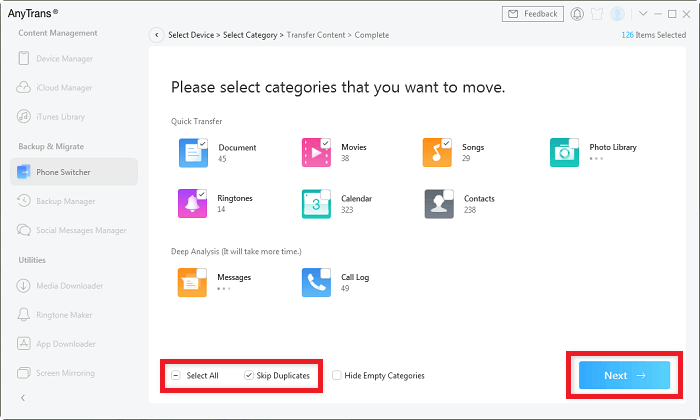 AnyTrans®
Feedback
Content Management
Device Manager
iCloud Manager
iTunes Library
Backup & Migrate
Phone Switcher
Backup Manager
Social Messages Manager
Utilities
Media Downloader
Ringtone Maker
App Downloader
Screen Mirroring
Select Device > Select Category > Transfer Content > Complete
126 Items Selected
Please select categories that you want to move.
Quick Transfer
Document
45
Movies
38
Songs
29
Photo Library
Ringtones
14
3
Calendar
323
Contacts
238
Deep Analysis (It will take more time.)
Messages
Call Log
49
Select All
Skip Duplicates
Hide Empty Categories
Next →